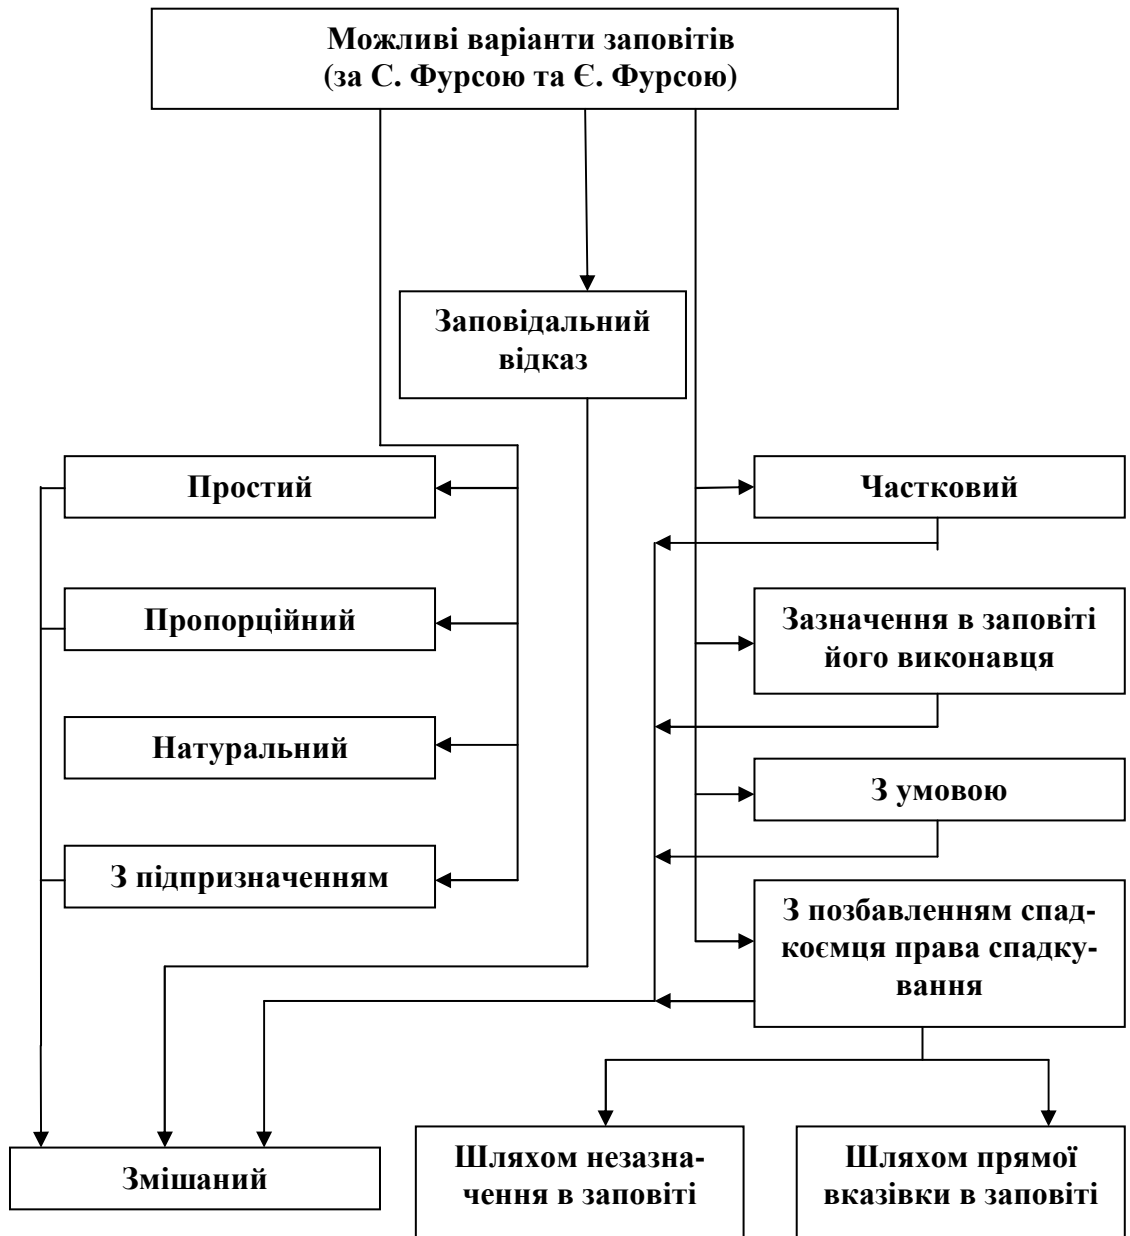 Можливі варіанти заповітів
(за С. Фурсою та Є. Фурсою)
Заповідальний
відказ
Простий
Частковий
Пропорційний
Зазначення в заповіті
його виконавця
Натуральний
З умовою
З підпризначенням
З позбавленням спад-
коємця права спадку-
вання
Змішаний
Шляхом незазна-
чення в заповіті
Шляхом прямої
вказівки в заповіті